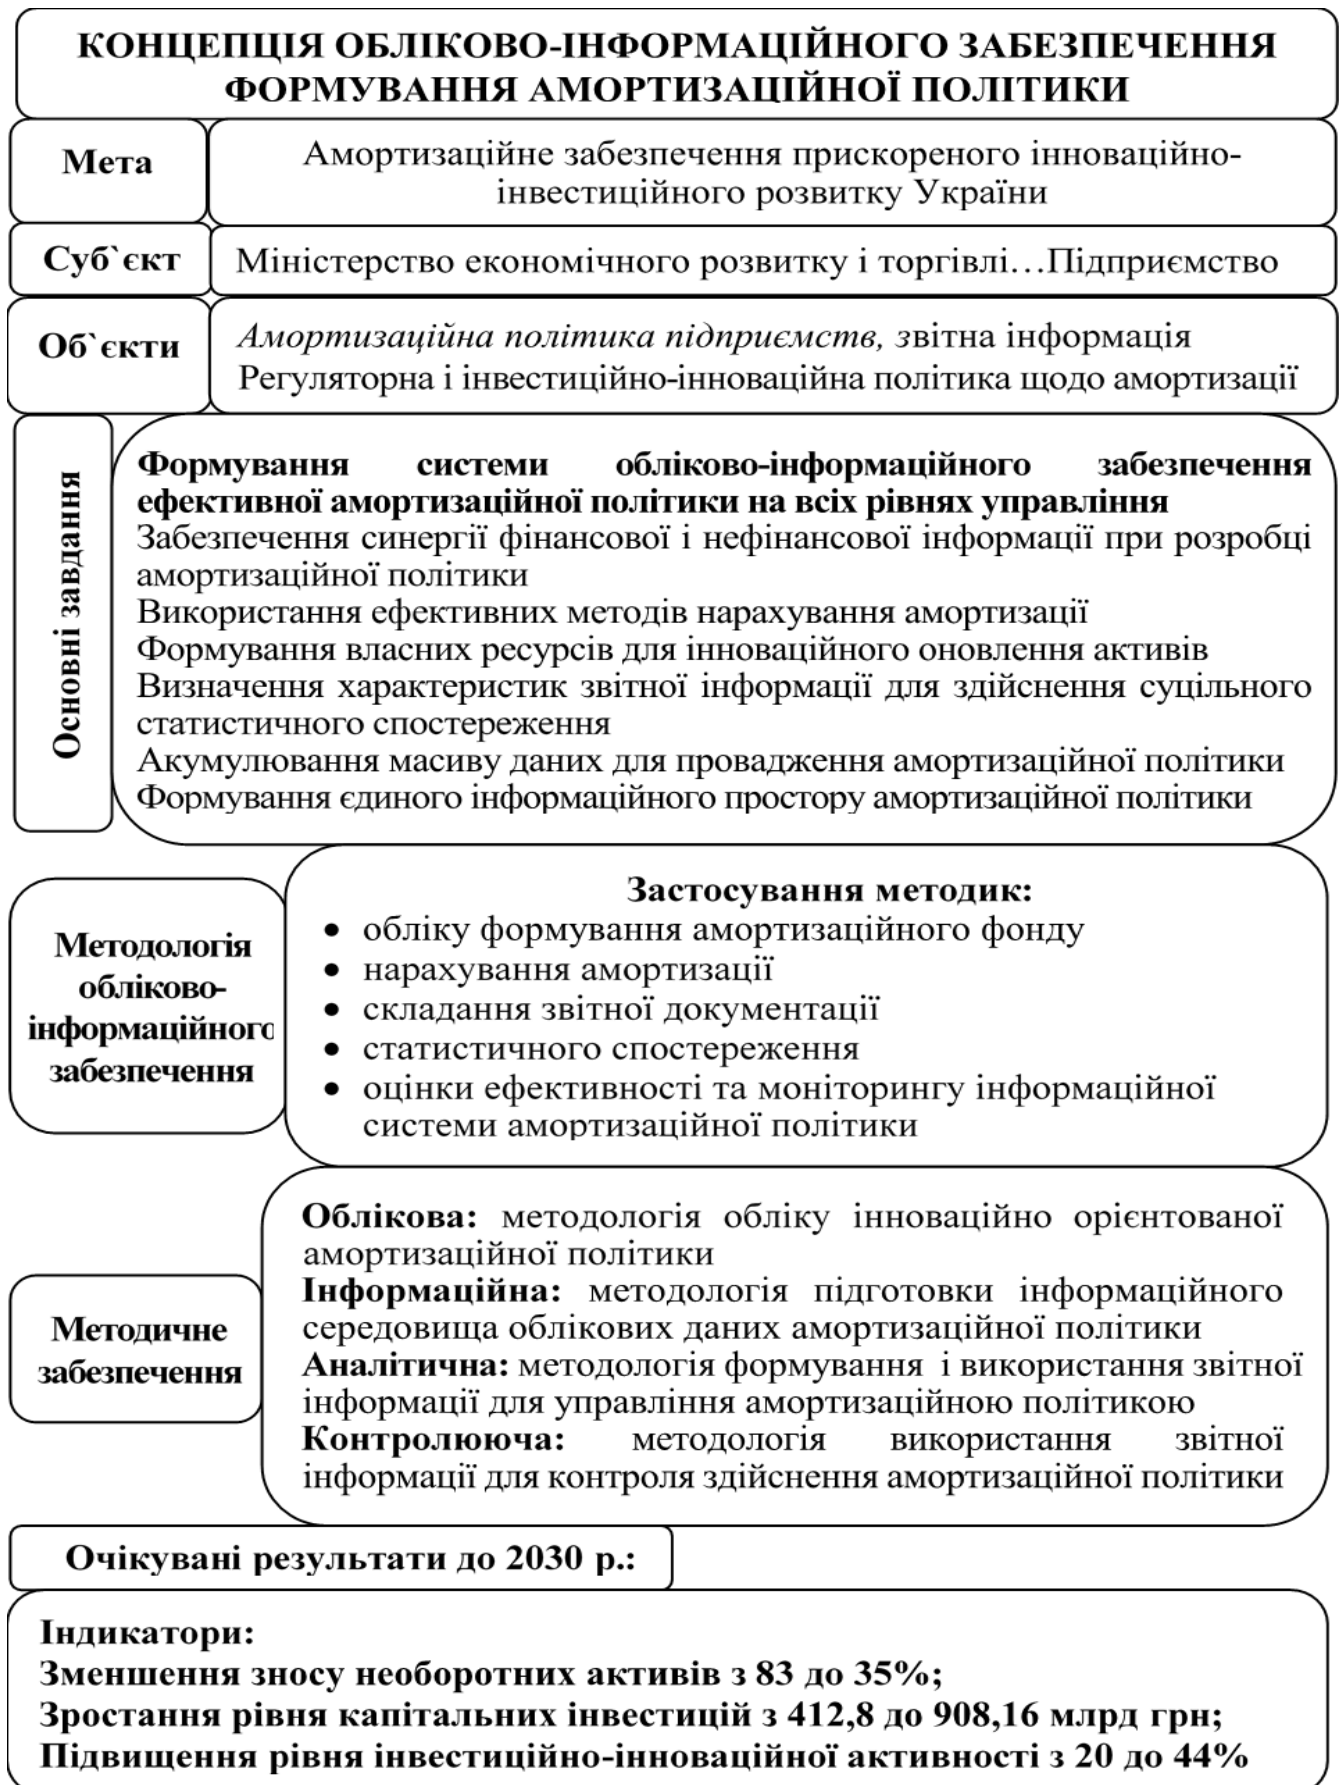 КОНЦЕПЦІЯ ОБЛІКОВО-ІНФОРМАЦІЙНОГО ЗАБЕЗПЕЧЕННЯ
ФОРМУВАННЯ АМОРТИЗАЦІЙНОЇ ПОЛІТИКИ
Мета
Амортизаційне забезпечення прискореного інноваційно-
інвестиційного розвитку України
Суб`єкт
Міністерство економічного розвитку і торгівлі…Підприємство
Об`єкти
Амортизаційна політика підприємств, звітна інформація
Регуляторна і інвестиційно-інноваційна політика щодо амортизації
Основні завдання
Формування системи обліково-інформаційного забезпечення
ефективної амортизаційної політики на всіх рівнях управління
Забезпечення синергії фінансової і нефінансової інформації при розробці
амортизаційної політики
Використання ефективних методів нарахування амортизації
Формування власних ресурсів для інноваційного оновлення активів
Визначення характеристик звітної інформації для здійснення суцільного
статистичного спостереження
Акумулювання масиву даних для провадження амортизаційної політики
Формування єдиного інформаційного простору амортизаційної політики
Методологія
обліково-
інформаційного
забезпечення
Застосування методик:
• обліку формування амортизаційного фонду
• нарахування амортизації
• складання звітної документації
• статистичного спостереження
• оцінки ефективності та моніторингу інформаційної
системи амортизаційної політики
Методичне
забезпечення
Облікова: методологія обліку інноваційно орієнтованої
амортизаційної політики
Інформаційна: методологія підготовки інформаційного
середовища облікових даних амортизаційної політики
Аналітична: методологія формування і використання звітної
інформації для управління амортизаційною політикою
Контролююча: методологія використання звітної
інформації для контроля здійснення амортизаційної політики
Очікувані результати до 2030 р.:
Індикатори:
Зменшення зносу необоротних активів з 83 до 35%;
Зростання рівня капітальних інвестицій з 412,8 до 908,16 млрд грн;
Підвищення рівня інвестиційно-інноваційної активності з 20 до 44%